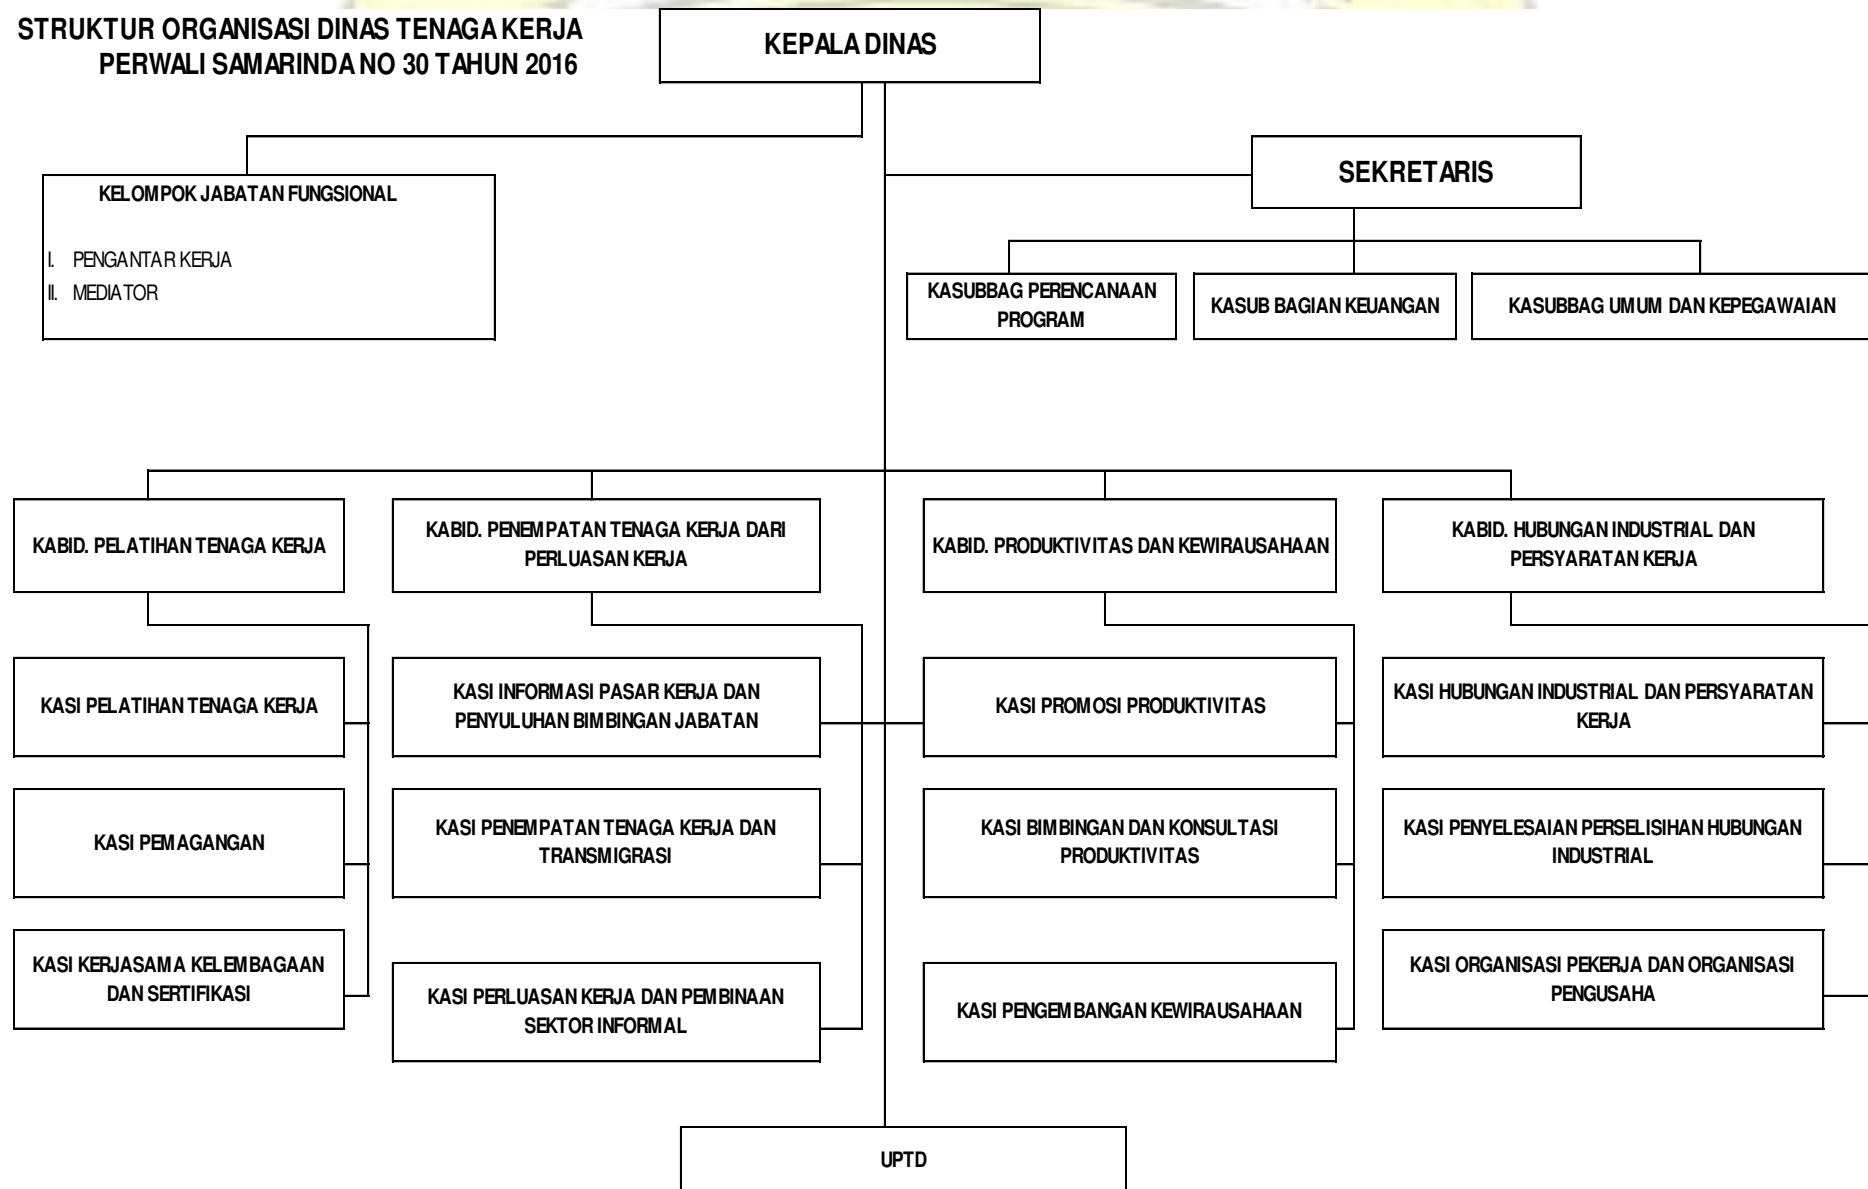 STRUKTUR ORGANISASI DINAS TENAGA KERJA
PERWALI SAMARINDA NO 30 TAHUN 2016
KEPALA DINAS
KELOMPOK JABATAN FUNGSIONAL
I. PENGANTAR KERJA
II. MEDIATOR
SEKRETARIS
KASUBBAG PERENCANAAN
PROGRAM
KASUB BAGIAN KEUANGAN
KASUBBAG UMUM DAN KEPEGAWAIAN
KABID. PELATIHAN TENAGA KERJA
KABID. PENEMPATAN TENAGA KERJA DARI
PERLUASAN KERJA
KABID. PRODUKTIVITAS DAN KEWIRAUSAHAAN
KABID. HUBUNGAN INDUSTRIAL DAN
PERSYARATAN KERJA
KASI PELATIHAN TENAGA KERJA
KASI INFORMASI PASAR KERJA DAN
PENYULUHAN BIMBINGAN JABATAN
KASI PROMOSI PRODUKTIVITAS
KASI HUBUNGAN INDUSTRIAL DAN PERSYARATAN
KERJA
KASI PEMAGANGAN
KASI PENEMPATAN TENAGA KERJA DAN
TRANSMIGRASI
KASI BIMBINGAN DAN KONSULTASI
PRODUKTIVITAS
KASI PENYELESAIAN PERSELISIHAN HUBUNGAN
INDUSTRIAL
KASI KERJASAMA KELEMBAGAAN
DAN SERTIFIKASI
KASI PERLUASAN KERJA DAN PEMBINAAN
SEKTOR INFORMAL
KASI PENGEMBANGAN KEWIRAUSAHAAN
KASI ORGANISASI PEKERJA DAN ORGANISASI
PENGUSAHA
UPTD